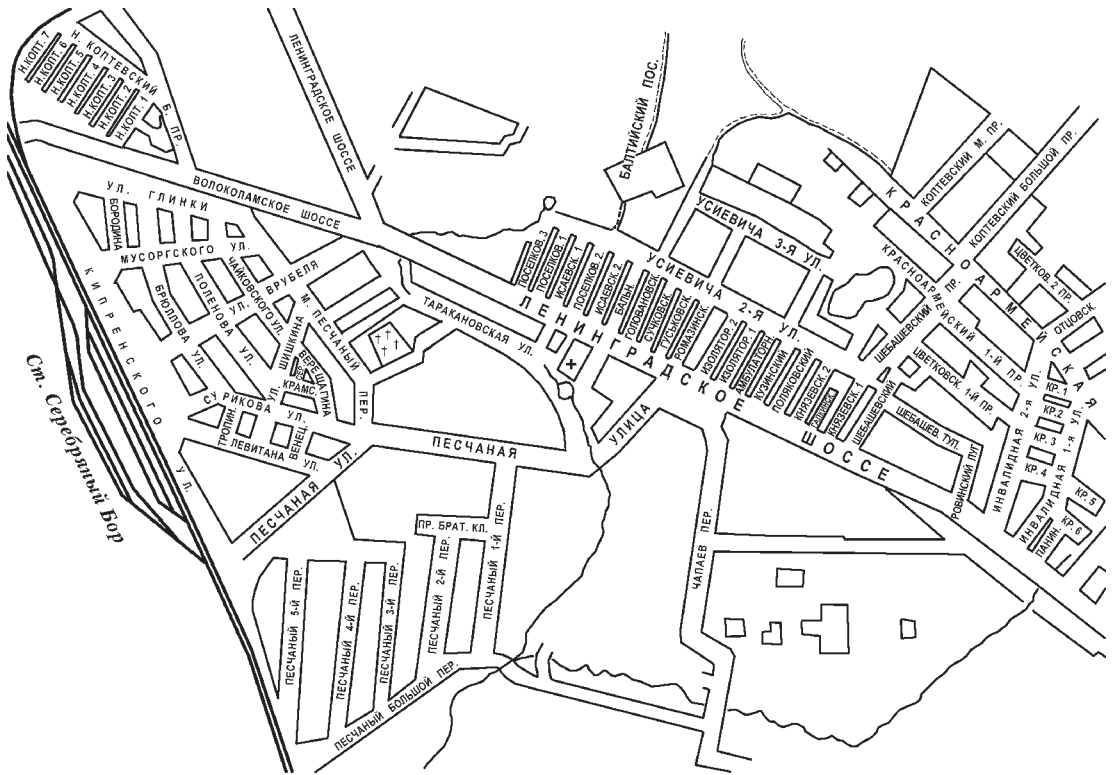 Н.КОПТ. 7
Н.КОПТ. 6
Н.КОПТ. 5
Н.КОПТ. 4
Н.КОПТ. 3
Н.КОПТ. 2
Н.КОПТ. 1
Н. КОПТЕВСКИЙ Б. ПР.
ЛЕНИНГРАДСКОЕ ШОССЕ
ВОЛОКОЛАМСКОЕ ШОССЕ
БАЛТИЙСКИЙ ПОС.
УЛ. ГЛИНКИ
БОРОДИНА
МУСОРГСКОГО УЛ.
ЧАЙКОВСКОГО УЛ.
ВРУБЕЛЯ УЛ.
ПОЛЕНОВА УЛ.
БРЮЛЛОВА УЛ.
КИПРЕНСКОГО УЛ.
ШИШКИНА УЛ.
ВЕРЕЩАГИНА
КРАМС.
М. ПЕСЧАНЫЙ ПЕР.
ТАРАКАНОВСКАЯ УЛ.
СУРИКОВА УЛ.
ТРОПИН.
ЛЕВИТАНА УЛ.
ВЕНЕЦ.
ПЕСЧАНАЯ УЛ.
ПЕСЧАНАЯ УЛИЦА
Ст. Серебряный Бор
ПР. БРАТ. КЛ.
ПЕСЧАНЫЙ 5-Й ПЕР.
ПЕСЧАНЫЙ 4-Й ПЕР.
ПЕСЧАНЫЙ 3-Й ПЕР.
ПЕСЧАНЫЙ 2-Й ПЕР.
ПЕСЧАНЫЙ 1-Й ПЕР.
ПЕСЧАНЫЙ БОЛЬШОЙ ПЕР.
ЧАПАЕВ ПЕР.
ЛЕНИНГРАДСКОЕ ШОССЕ
ПОСЕЛКОВ. 3
ПОСЕЛКОВ. 1
ИСАЕВСК. 1
ПОСЕЛКОВ. 2
ИСАЕВСК. 2
БАЛЬН.
ГОЛОВАНОВСК.
СУЧКОВСК.
ГУСЬКОВСК.
РОМАЗИНСК.
ИЗОЛЯТОР. 2
ИЗОЛЯТОР. 1
АМБУЛАТОРН.
КУЗИНСКИЙ
ПОЛЯКОВСКИЙ
КНЯЗЕВСК. 2
КНЯЗЕВСК. 1
ШЕБАШЕВСКИЙ
УСИЕВИЧА 2-Я УЛ.
УСИЕВИЧА 3-Я УЛ.
ШЕБАШЕВСКИЙ ПР.
ШЕБАШЕВ. ТУП.
РОВИНСКИЙ ПУТ
ЦВЕТКОВСК. 1-Й ПР.
КРАСНОАРМЕЙСКИЙ 1-Й ПР.
КРАСНОАРМЕЙСКАЯ
КОПТЕВСКИЙ М. ПР.
КОПТЕВСКИЙ БОЛЬШОЙ ПР.
ЦВЕТКОВ. 2 ПР.
ОТЦОВСК.
ИНВАЛИДНАЯ 2-Я УЛ.
ИНВАЛИДНАЯ 1-Я УЛ.
КР. 1
КР. 2
КР. 3
КР. 4
КР. 5
КР. 6
ПАНИН.